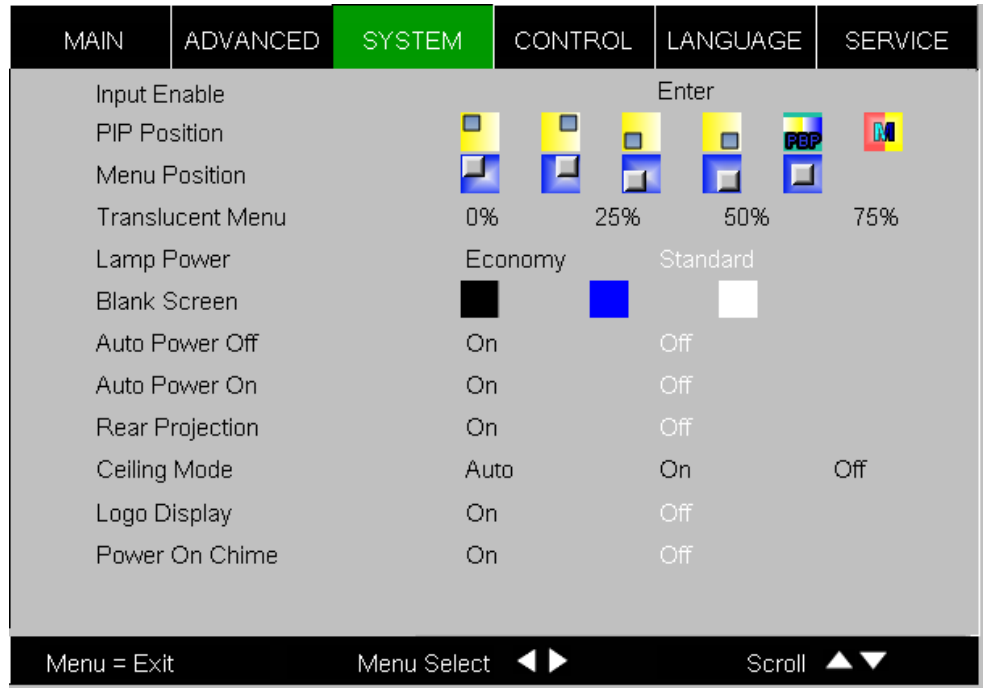 MAIN ADVANCED SYSTEM CONTROL LANGUAGE SERVICE
Input Enable Enter
PIP Position PBP M
Menu Position
Translucent Menu 0% 25% 50% 75%
Lamp Power Economy Standard
Blank Screen
Auto Power Off On Off
Auto Power On On Off
Rear Projection On Off
Ceiling Mode Auto On Off
Logo Display On Off
Power On Chime On Off
Menu = Exit Menu Select Scroll